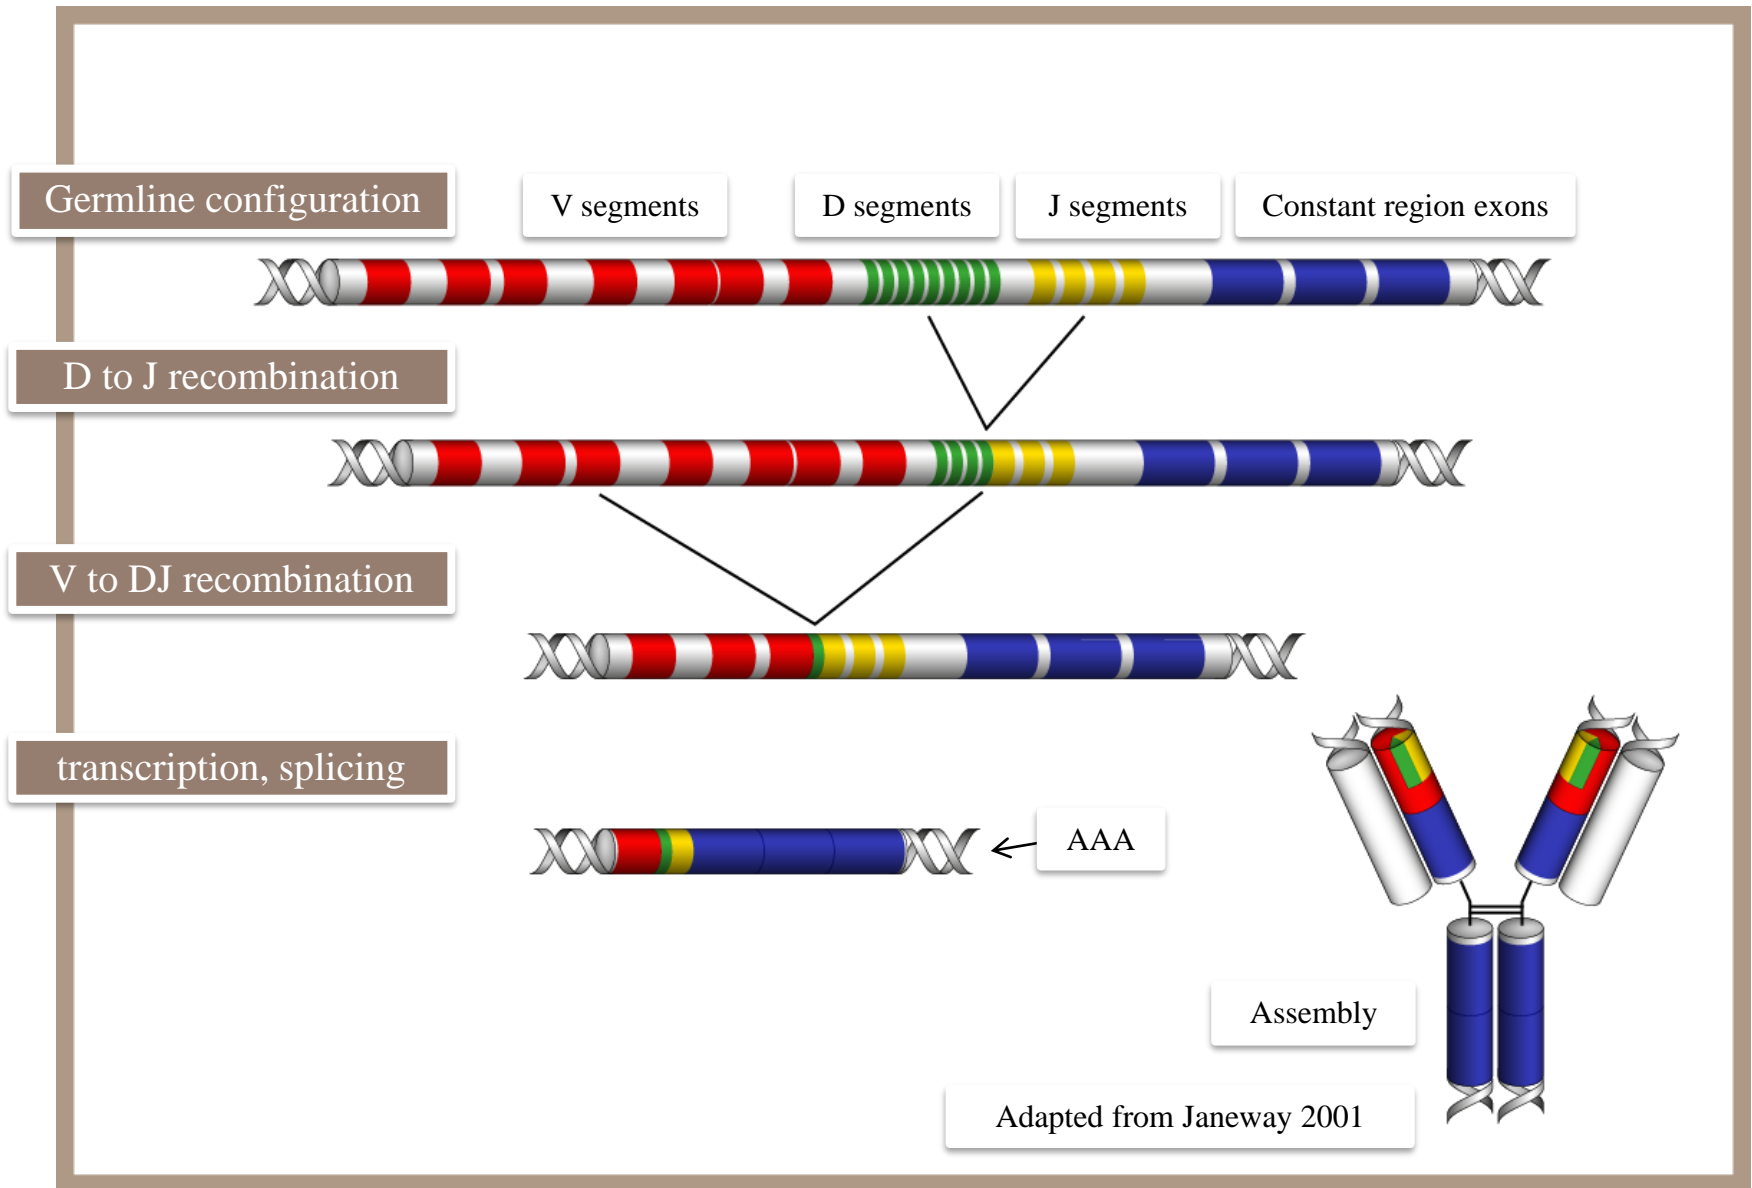 Germline configuration
V segments
D segments
J segments
Constant region exons
D to J recombination
V to DJ recombination
transcription, splicing
AAA
Assembly
Adapted from Janeway 2001